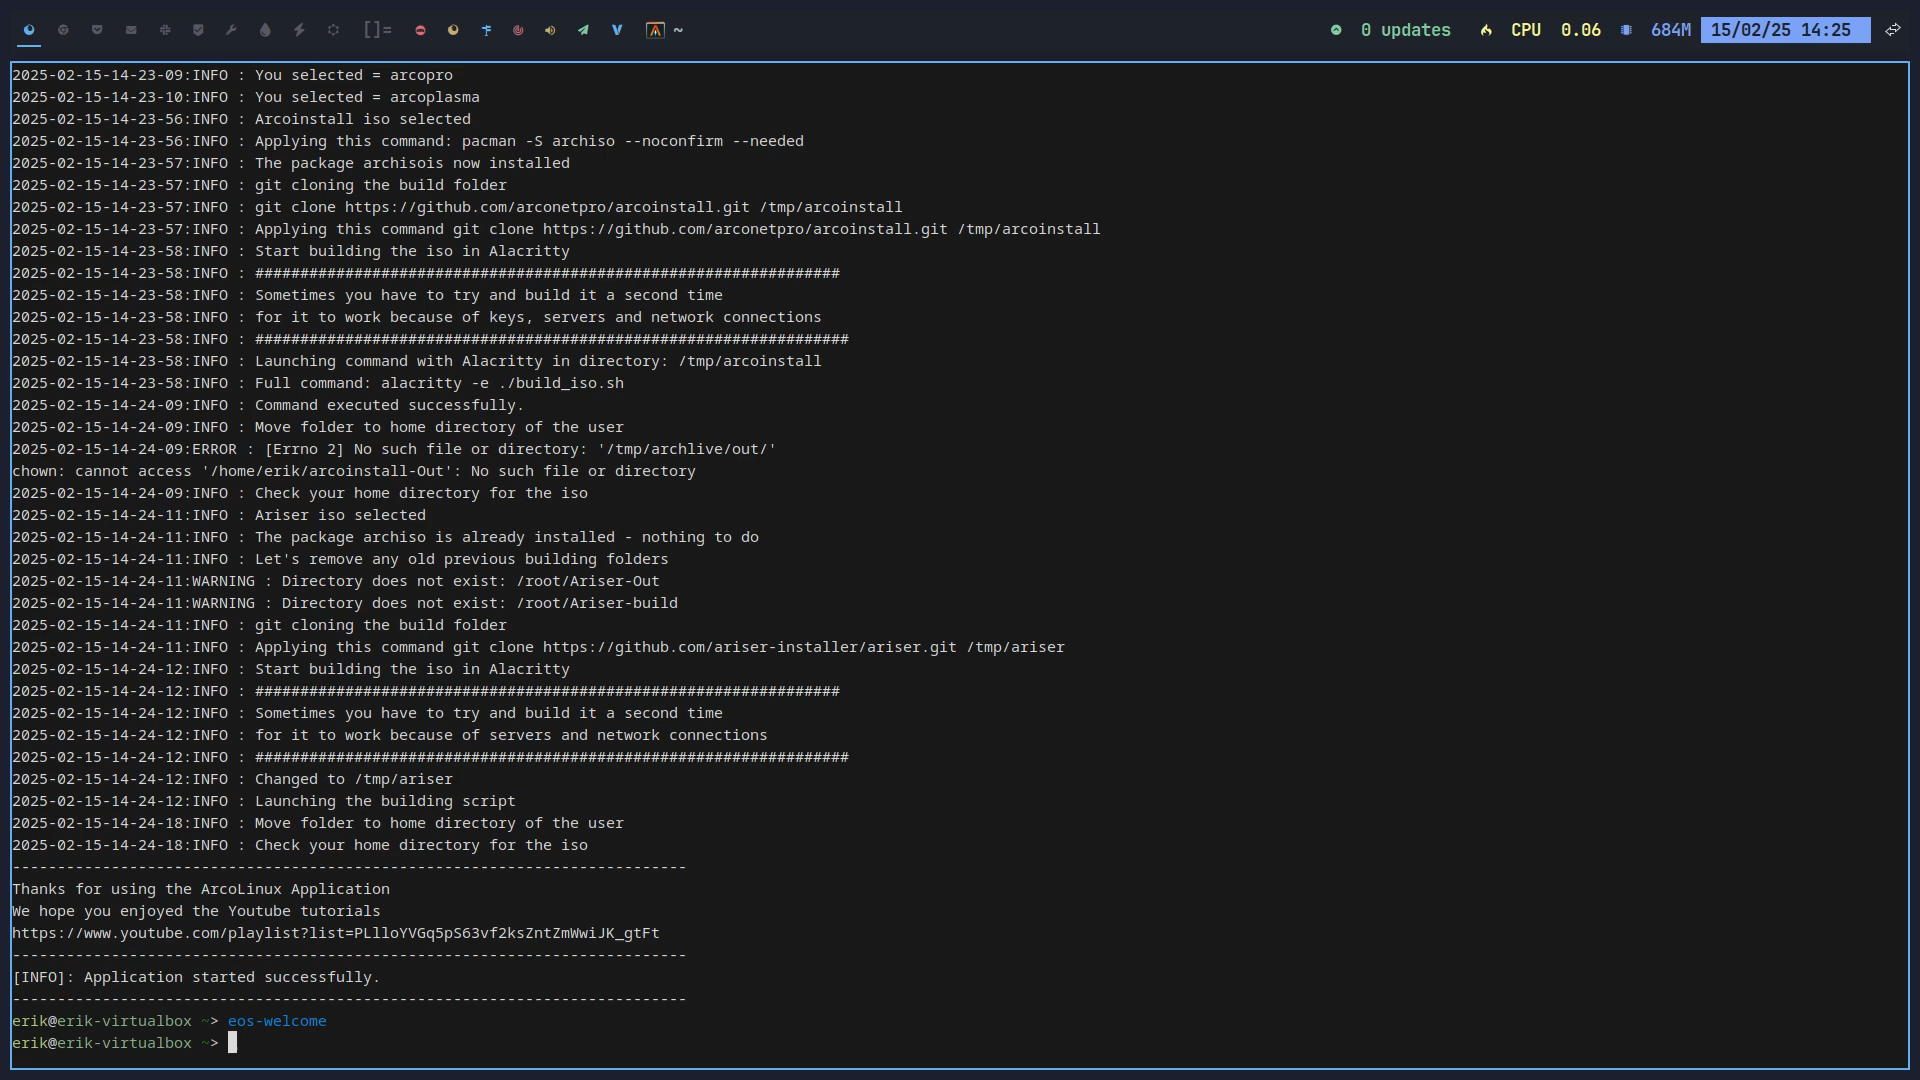 []= V ~ 0 updates CPU 0.06 684M 15/02/25 14:25
2025-02-15-14-23-09:INFO : You selected = arcopro
2025-02-15-14-23-10:INFO : You selected = arcoplasma
2025-02-15-14-23-56:INFO : Arcoinstall iso selected
2025-02-15-14-23-56:INFO : Applying this command: pacman -S archiso --noconfirm --needed
2025-02-15-14-23-57:INFO : The package archisois now installed
2025-02-15-14-23-57:INFO : git cloning the build folder
2025-02-15-14-23-57:INFO : git clone https://github.com/arconetpro/arcoinstall.git /tmp/arcoinstall
2025-02-15-14-23-57:INFO : Applying this command git clone https://github.com/arconetpro/arcoinstall.git /tmp/arcoinstall
2025-02-15-14-23-58:INFO : Start building the iso in Alacritty
2025-02-15-14-23-58:INFO : #################################################################
2025-02-15-14-23-58:INFO : Sometimes you have to try and build it a second time
2025-02-15-14-23-58:INFO : for it to work because of keys, servers and network connections
2025-02-15-14-23-58:INFO : ##################################################################
2025-02-15-14-23-58:INFO : Launching command with Alacritty in directory: /tmp/arcoinstall
2025-02-15-14-23-58:INFO : Full command: alacritty -e ./build_iso.sh
2025-02-15-14-24-09:INFO : Command executed successfully.
2025-02-15-14-24-09:INFO : Move folder to home directory of the user
2025-02-15-14-24-09:ERROR : [Errno 2] No such file or directory: '/tmp/archlive/out/'
chown: cannot access '/home/erik/arcoinstall-Out': No such file or directory
2025-02-15-14-24-09:INFO : Check your home directory for the iso
2025-02-15-14-24-11:INFO : Ariser iso selected
2025-02-15-14-24-11:INFO : The package archiso is already installed - nothing to do
2025-02-15-14-24-11:INFO : Let's remove any old previous building folders
2025-02-15-14-24-11:WARNING : Directory does not exist: /root/Ariser-Out
2025-02-15-14-24-11:WARNING : Directory does not exist: /root/Ariser-build
2025-02-15-14-24-11:INFO : git cloning the build folder
2025-02-15-14-24-11:INFO : Applying this command git clone https://github.com/ariser-installer/ariser.git /tmp/ariser
2025-02-15-14-24-12:INFO : Start building the iso in Alacritty
2025-02-15-14-24-12:INFO : #################################################################
2025-02-15-14-24-12:INFO : Sometimes you have to try and build it a second time
2025-02-15-14-24-12:INFO : for it to work because of servers and network connections
2025-02-15-14-24-12:INFO : ##################################################################
2025-02-15-14-24-12:INFO : Changed to /tmp/ariser
2025-02-15-14-24-12:INFO : Launching the building script
2025-02-15-14-24-18:INFO : Move folder to home directory of the user
2025-02-15-14-24-18:INFO : Check your home directory for the iso
---------------------------------------------------------------------------
Thanks for using the ArcoLinux Application
We hope you enjoyed the Youtube tutorials
https://www.youtube.com/playlist?list=PLlloYVGq5pS63vf2ksZntZmWwiJK_gtFt
---------------------------------------------------------------------------
[INFO]: Application started successfully.
---------------------------------------------------------------------------
erik@erik-virtualbox ~> eos-welcome
erik@erik-virtualbox ~>